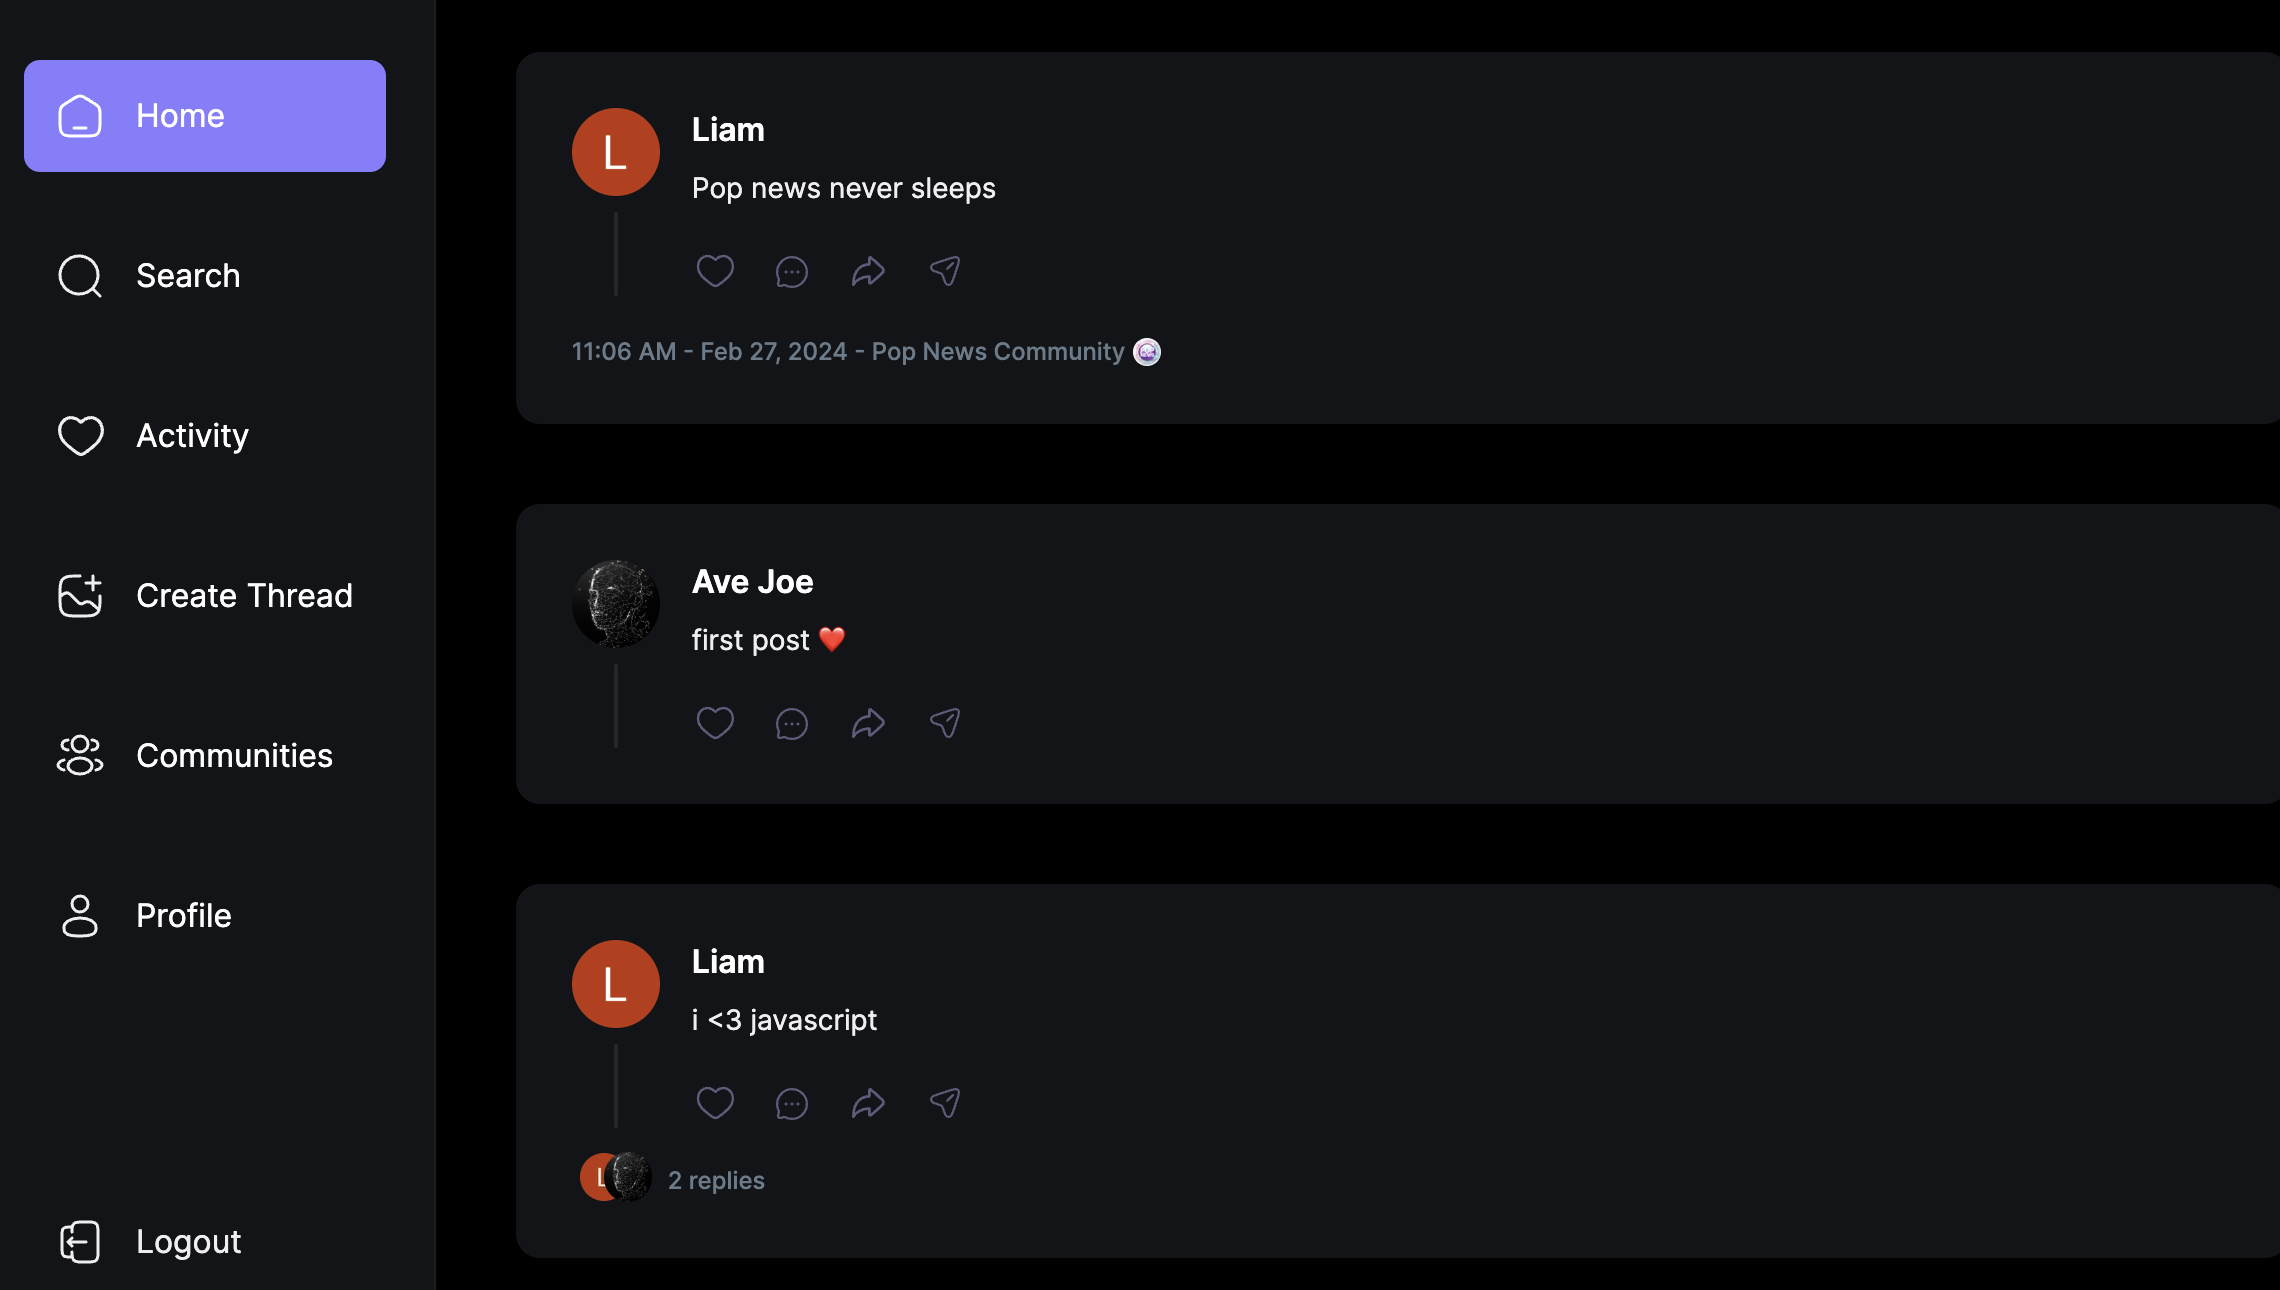 Home
Search
Activity
Create Thread
Communities
Profile
Logout
L
Liam
Pop news never sleeps
11:06 AM - Feb 27, 2024 - Pop News Community
Ave Joe
first post ❤️
L
Liam
i <3 javascript
L
2 replies